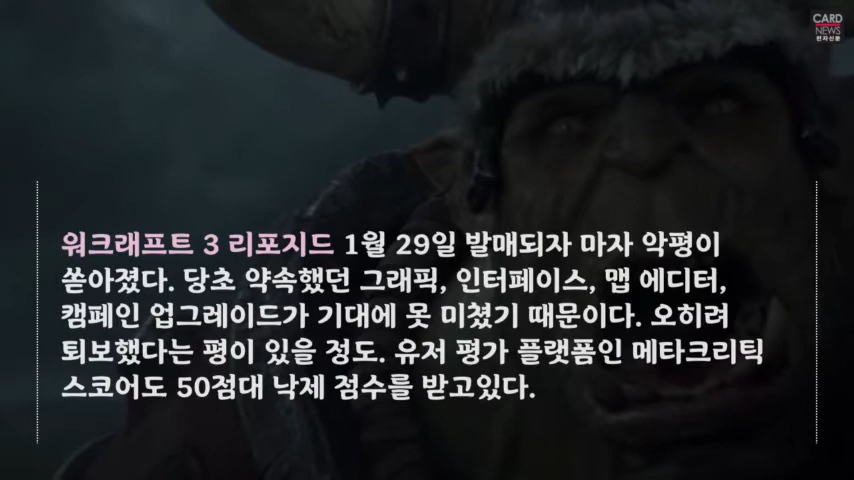 CARD
NEWS
전자신문
워크래프트 3 리포지드 1월 29일 발매되자 마자 악평이
쏟아졌다. 당초 약속했던 그래픽, 인터페이스, 맵 에디터,
캠페인 업그레이드가 기대에 못 미쳤기 때문이다. 오히려
퇴보했다는 평이 있을 정도. 유저 평가 플랫폼인 메타크리틱
스코어도 50점대 낙제 점수를 받고있다.